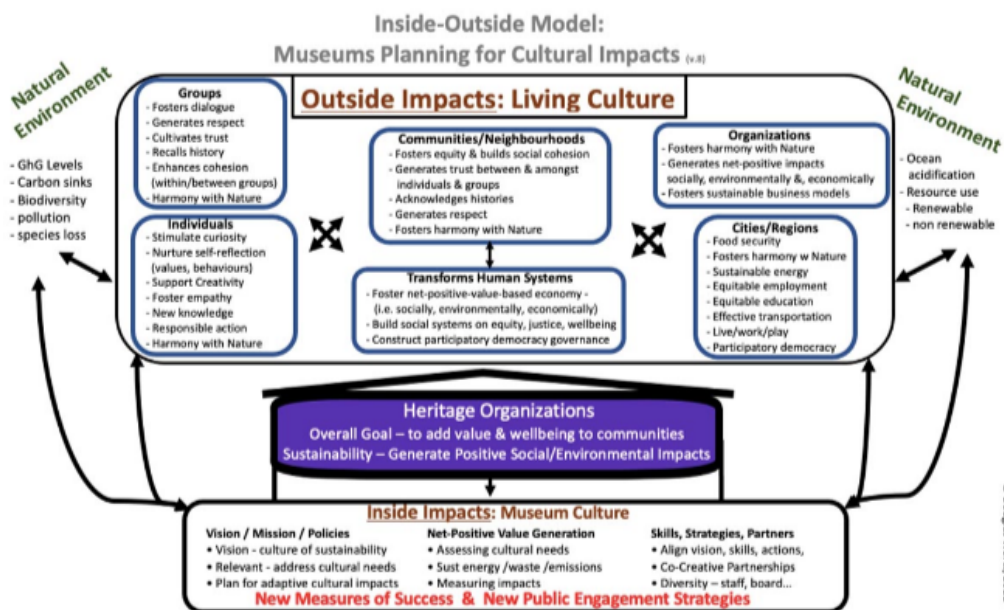 Inside-Outside Model:
Museums Planning for Cultural Impacts (v.8)
Natural
Environment
- GhG Levels
- Carbon sinks
- Biodiversity
- pollution
- species loss
Outside Impacts: Living Culture
Groups
- Fosters dialogue
- Generates respect
- Cultivates trust
- Recalls history
- Enhances cohesion
(within/between groups)
- Harmony with Nature
Individuals
- Stimulate curiosity
- Nurture self-reflection
(values, behaviours)
- Support Creativity
- Foster empathy
- New knowledge
- Responsible action
- Harmony with Nature
Communities/Neighbourhoods
- Fosters equity & builds social cohesion
- Generates trust between & amongst
individuals & groups
- Acknowledges histories
- Generates respect
- Fosters harmony with Nature
Transforms Human Systems
- Foster net-positive-value-based economy -
(i.e. socially, environmentally, economically)
- Build social systems on equity, justice, wellbeing
- Construct participatory democracy governance
Organizations
- Fosters harmony with Nature
- Generates net-positive impacts
socially, environmentally &, economically
- Fosters sustainable business models
Cities/Regions
- Food security
- Fosters harmony w Nature
- Sustainable energy
- Equitable employment
- Equitable education
- Effective transportation
- Live/work/play
- Participatory democracy
Natural
Environment
- Ocean
acidification
- Resource use
- Renewable
- non renewable
Heritage Organizations
Overall Goal – to add value & wellbeing to communities
Sustainability – Generate Positive Social/Environmental Impacts
Inside Impacts: Museum Culture
Vision / Mission / Policies
• Vision - culture of sustainability
• Relevant - address cultural needs
• Plan for adaptive cultural impacts
Net-Positive Value Generation
• Assessing cultural needs
• Sust energy /waste /emissions
• Measuring impacts
Skills, Strategies, Partners
• Align vision, skills, actions,
• Co-Creative Partnerships
• Diversity – staff, board...
New Measures of Success & New Public Engagement Strategies